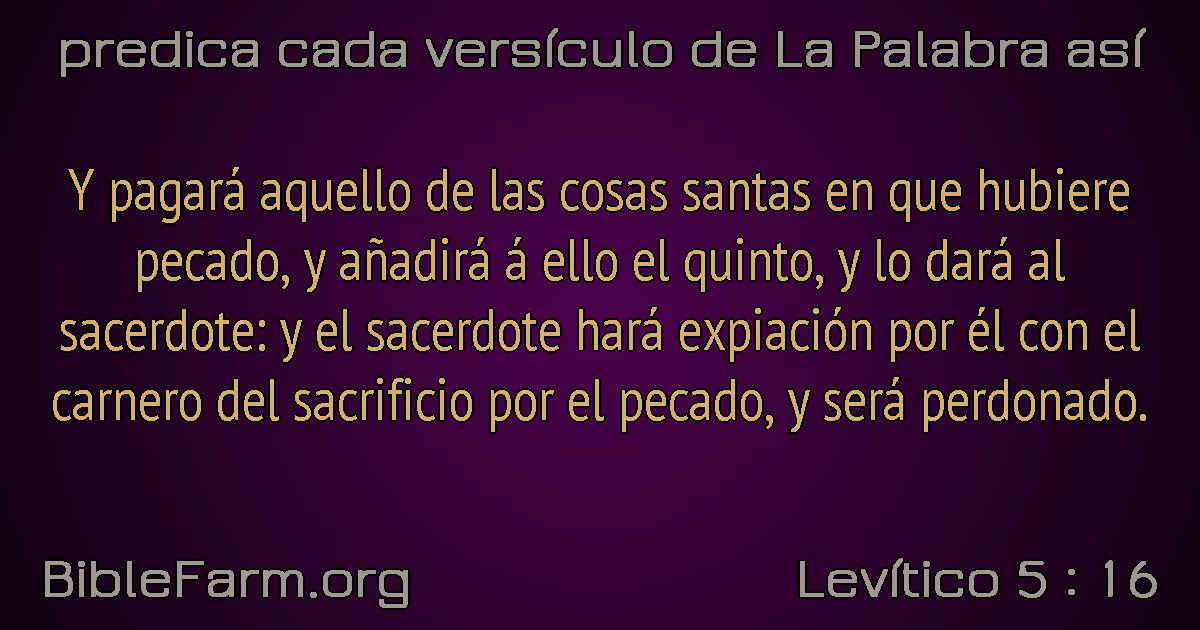 predica cada versículo de La Palabra así
Y pagará aquello de las cosas santas en que hubiere
pecado, y añadirá á ello el quinto, y lo dará al
sacerdote: y el sacerdote hará expiación por él con el
carnero del sacrificio por el pecado, y será perdonado.
BibleFarm.org
Levítico 5 : 16